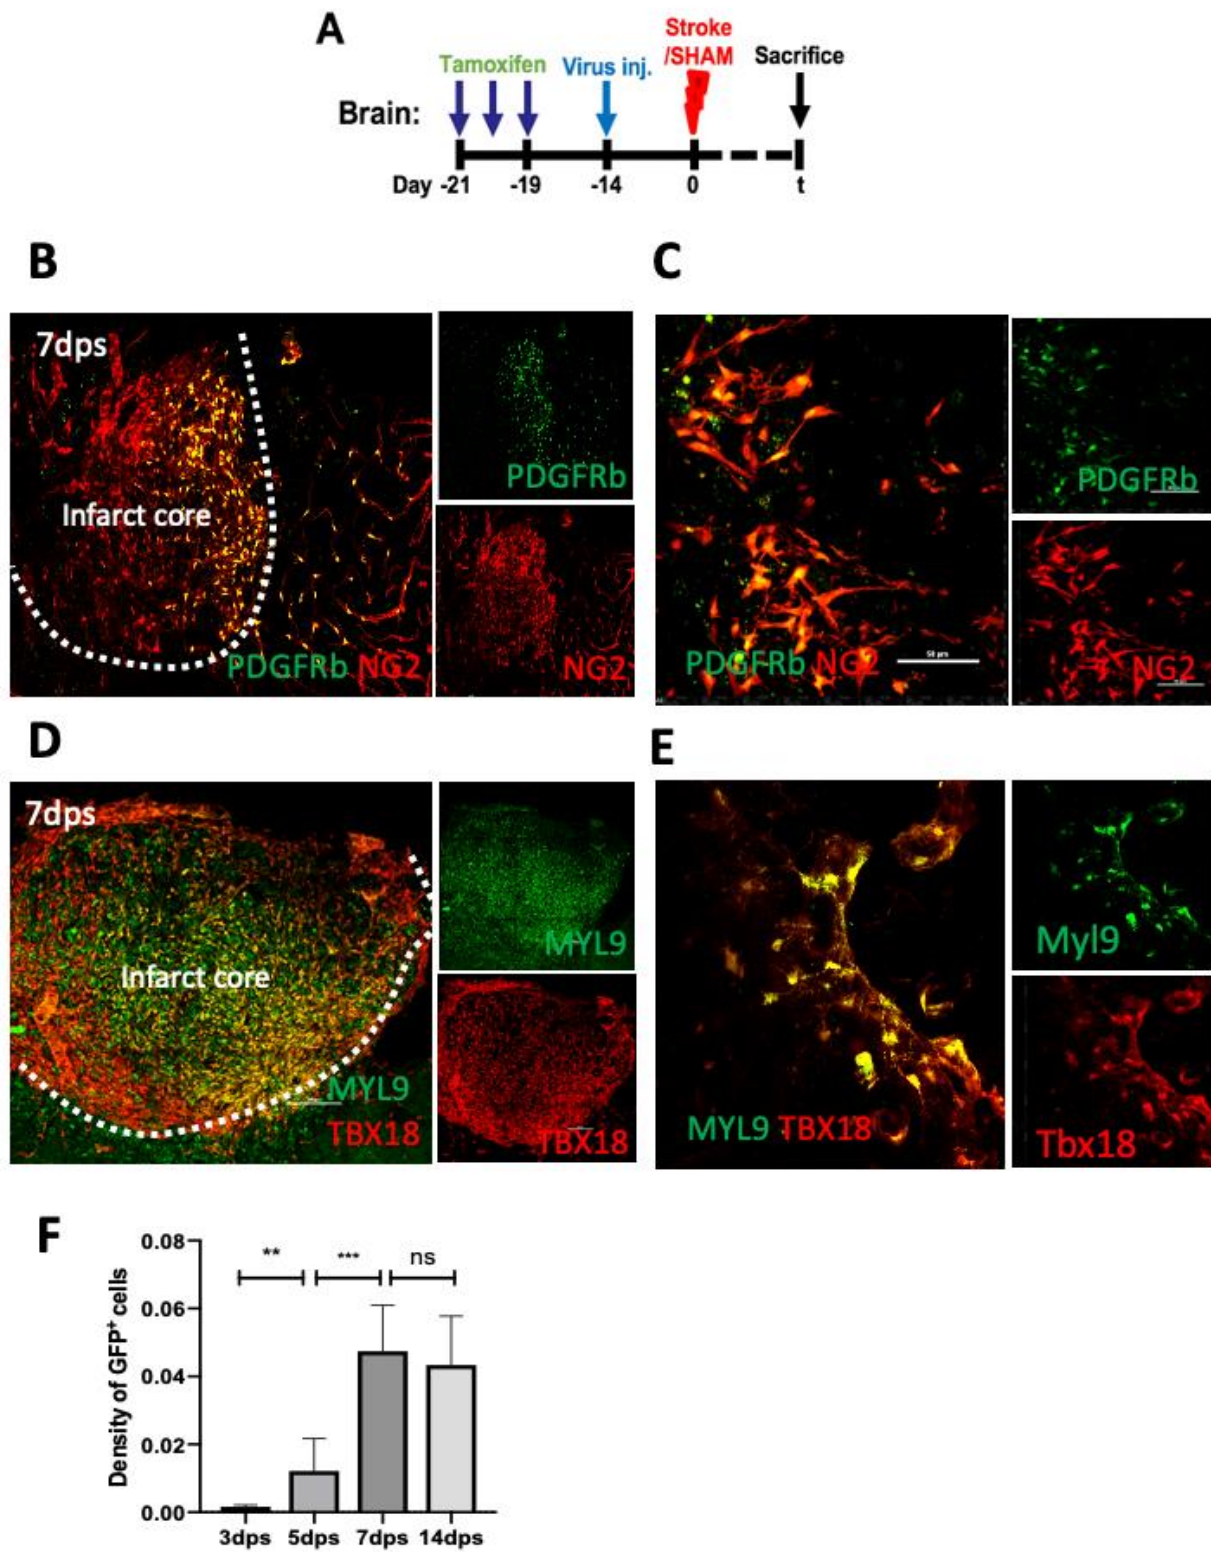 A
Stroke
/SHAM
Tamoxifen
Virus inj.
Sacrifice
Brain:
Day -21 -19 -14 0 t
B
7dps
Infarct core
PDGFRb NG2
PDGFRb
NG2
C
PDGFRb NG2
50 µm
PDGFRb
NG2
D
7dps
Infarct core
MYL9
TBX18
MYL9
TBX18
E
MYL9 TBX18
Myl9
Tbx18
F
Density of GFP+ cells
0.08
0.06
0.04
0.02
0.00
** *** ns
3dps 5dps 7dps 14dps